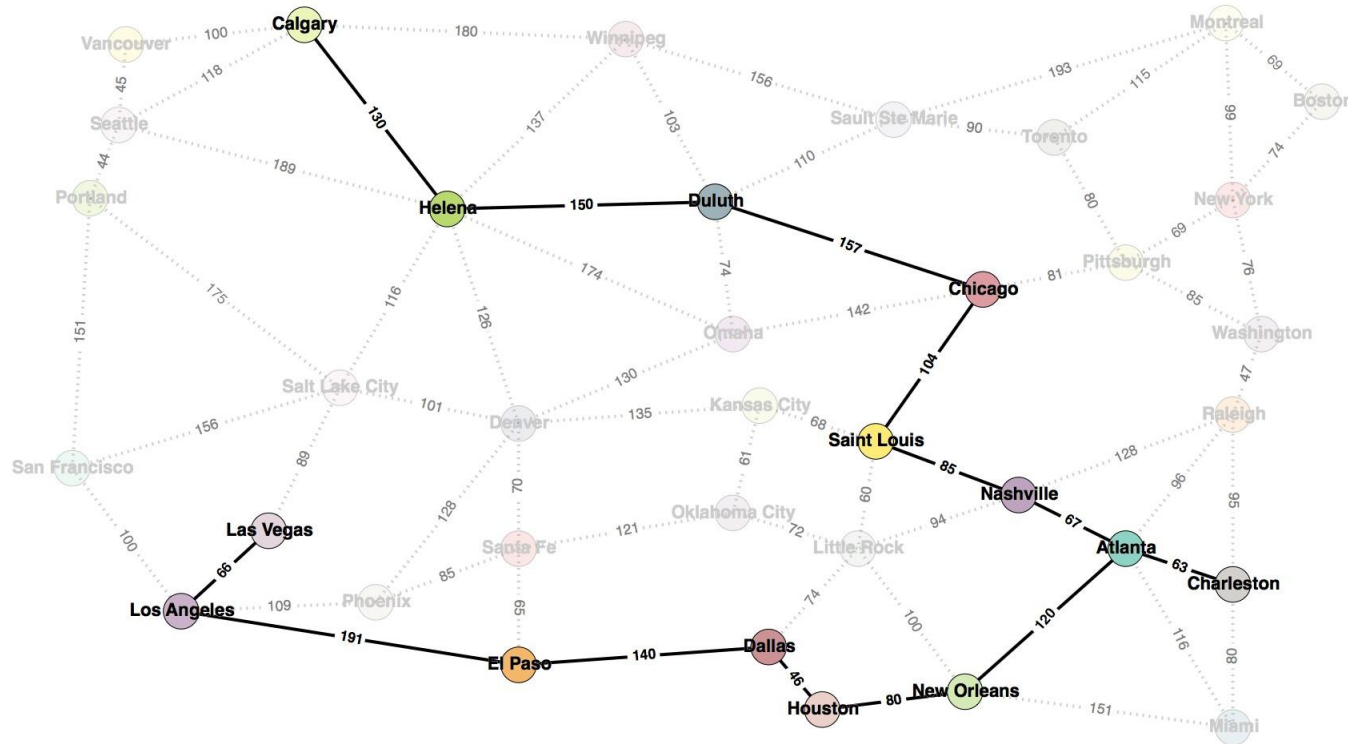 Calgary
Montreal
Vancouver
100
180
Winnipeg
69
118
193
115
45
156
Boston
130
Sault Ste Marie
99
Seattle
137
103
90
Toronto
74
44
189
110
Portland
Helena
150
Duluth
80
New York
69
157
Pittsburgh
76
174
74
81
Chicago
175
116
85
126
142
151
Omaha
Washington
104
47
130
Salt Lake City
101
Kansas City
Raleigh
135
Denver
68
156
Saint Louis
128
San Francisco
89
61
85
96
70
60
Nashville
95
128
Oklahoma City
94
67
Las Vegas
121
72
100
Santa Fe
Little Rock
Atlanta
63
66
85
Charleston
Los Angeles
109
Phoenix
65
74
100
120
191
116
140
Dallas
80
El Paso
46
New Orleans
80
Houston
151
Miami